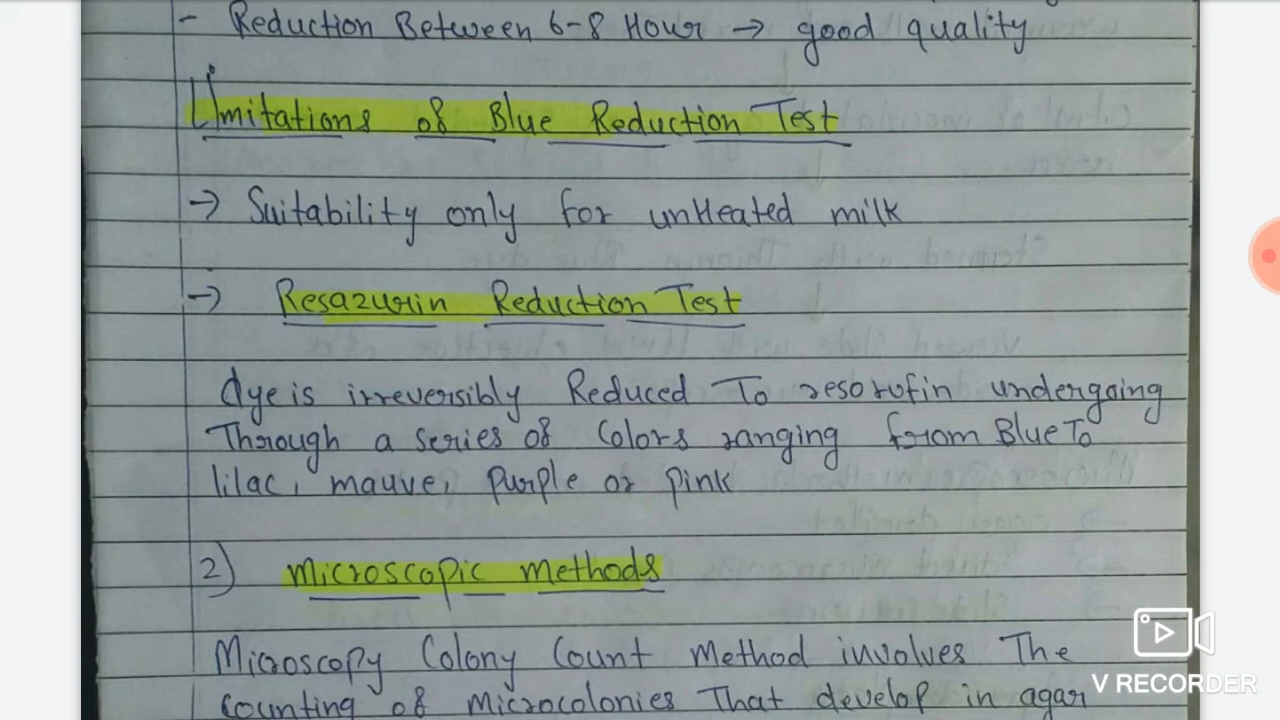 - Reduction Between 6-8 Hour → good quality
Limitations of Blue Reduction Test
→ Suitability only for unHeated milk
→ Resazurin Reduction Test
dye is irreversibly Reduced To resorufin undergoing
Through a series of Colors ranging from Blue To
lilac, mauve, purple or pink
2) Microscopic Methods
Microscopy Colony Count Method involves The
Counting of Microcolonies That develop in agar
V RECORDER